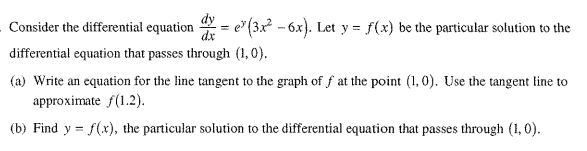 Consider the differential equation dy/dx = e^y(3x² – 6x). Let y = f(x) be the particular solution to the
differential equation that passes through (1, 0).
(a) Write an equation for the line tangent to the graph of f at the point (1, 0). Use the tangent line to
approximate f(1.2).
(b) Find y = f(x), the particular solution to the differential equation that passes through (1, 0).